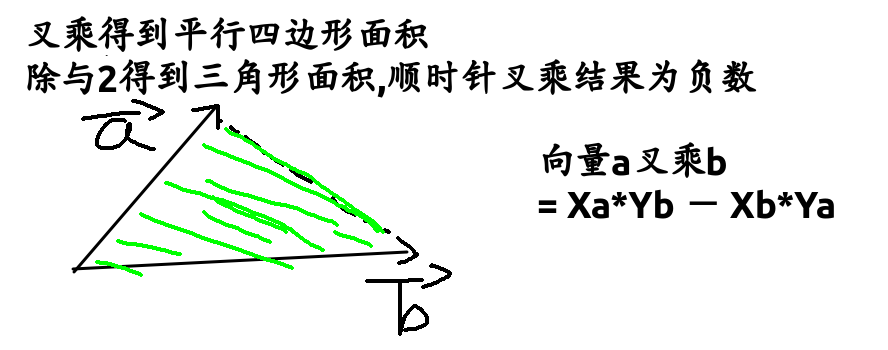 叉乘得到平行四边形面积
除与2得到三角形面积,顺时针叉乘结果为负数
a
向量a叉乘b
= Xa*Yb － Xb*Ya
b